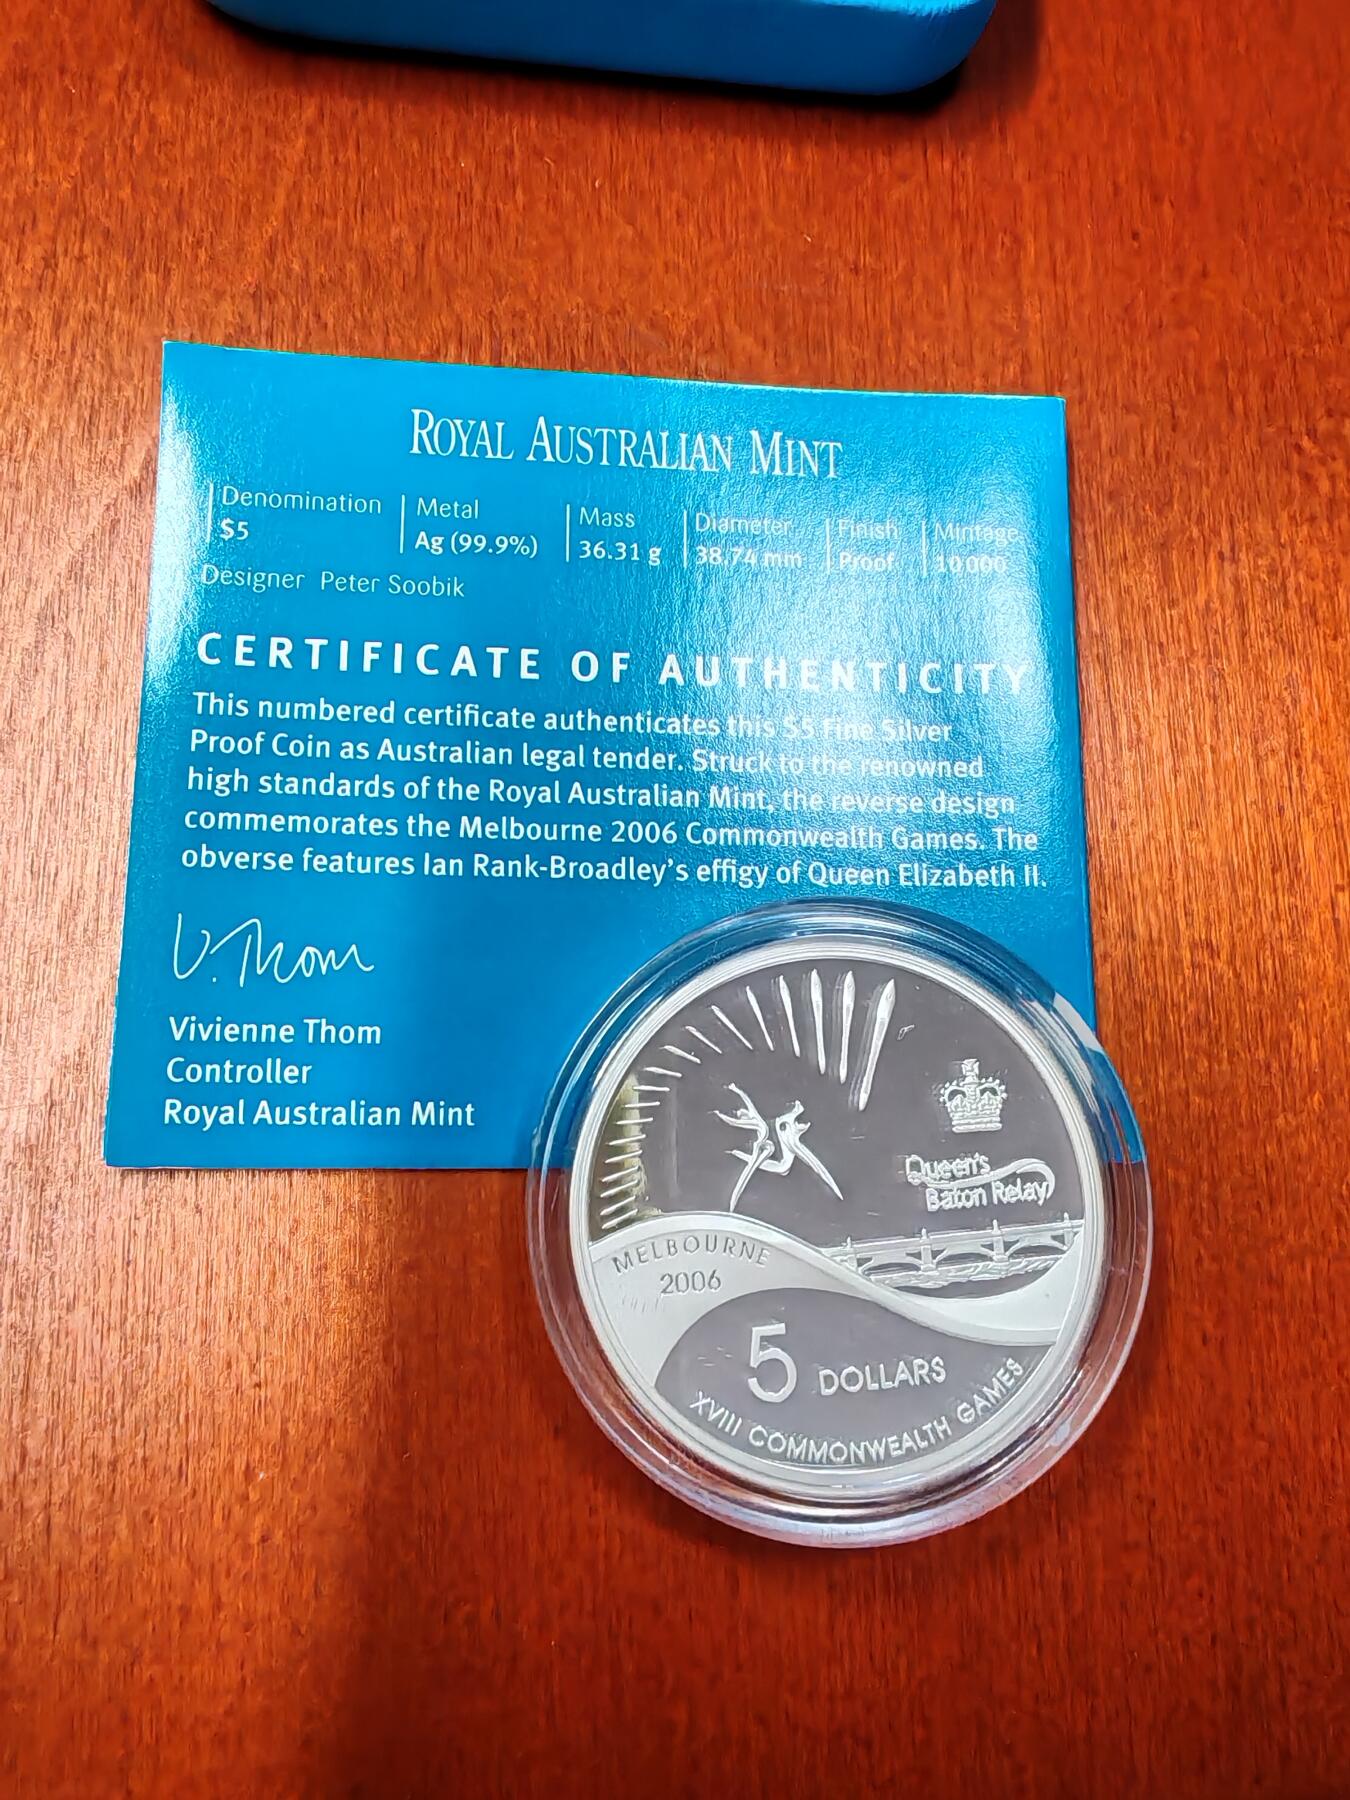 ROYAL AUSTRALIAN MINT
Denomination Metal Mass Diameter Finish Mintage
$5 Ag (99.9%) 36.31 g 38.74 mm Proof 10 000
Designer Peter Soobik
CERTIFICATE OF AUTHENTICITY
This numbered certificate authenticates this $5 Fine Silver
Proof Coin as Australian legal tender. Struck to the renowned
high standards of the Royal Australian Mint, the reverse design
commemorates the Melbourne 2006 Commonwealth Games. The
obverse features Ian Rank-Broadley's effigy of Queen Elizabeth II.
V. Thom
Vivienne Thom
Controller
Royal Australian Mint
Queen's
Baton Relay
MELBOURNE
2006
5 DOLLARS
XVIII COMMONWEALTH GAMES